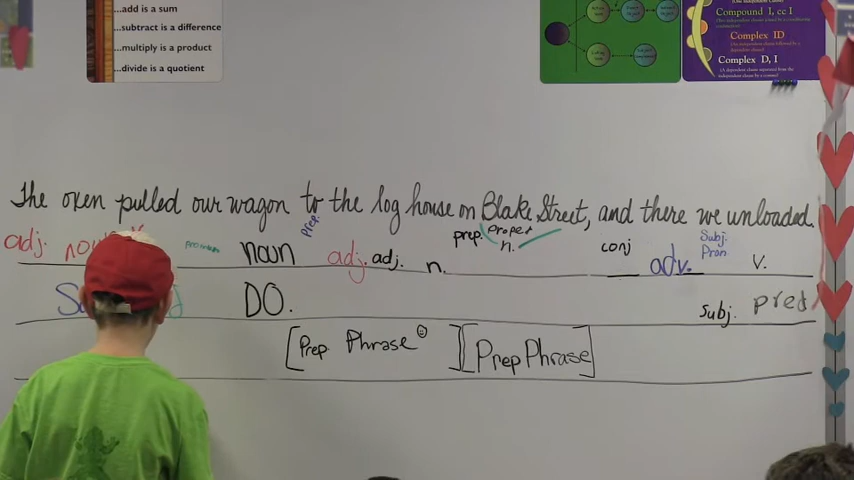 ...add is a sum
...subtract is a difference
...multiply is a product
...divide is a quotient
Compound I, cc I
Complex ID
Complex D, I
The oxen pulled our wagon to the log house on Blake Street, and there we unloaded.
adj. noun pronoun noun prep. adj. adj. n. prep. Proper n. conj adv. Subj. Pron v.
DO. Subj. pred
[Prep Phrase] [Prep Phrase]